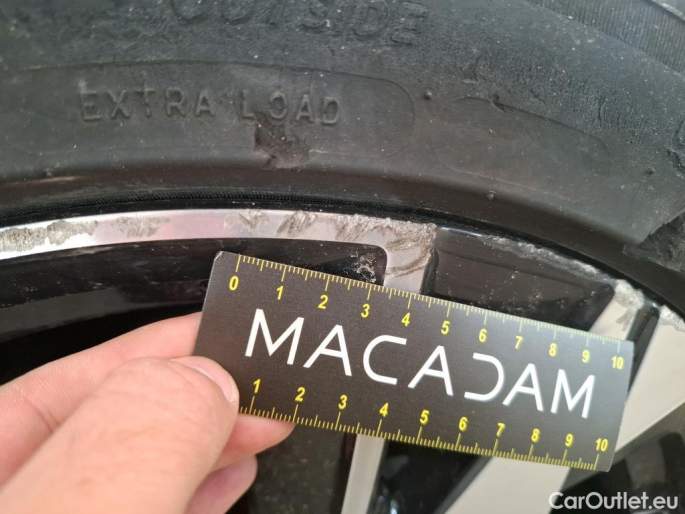 OUTSIDE
EXTRA LOAD
0 1 2 3 4 5 6 7 8 9 10
MACADAM
1 2 3 4 5 6 7 8 9 10
CarOutlet.eu